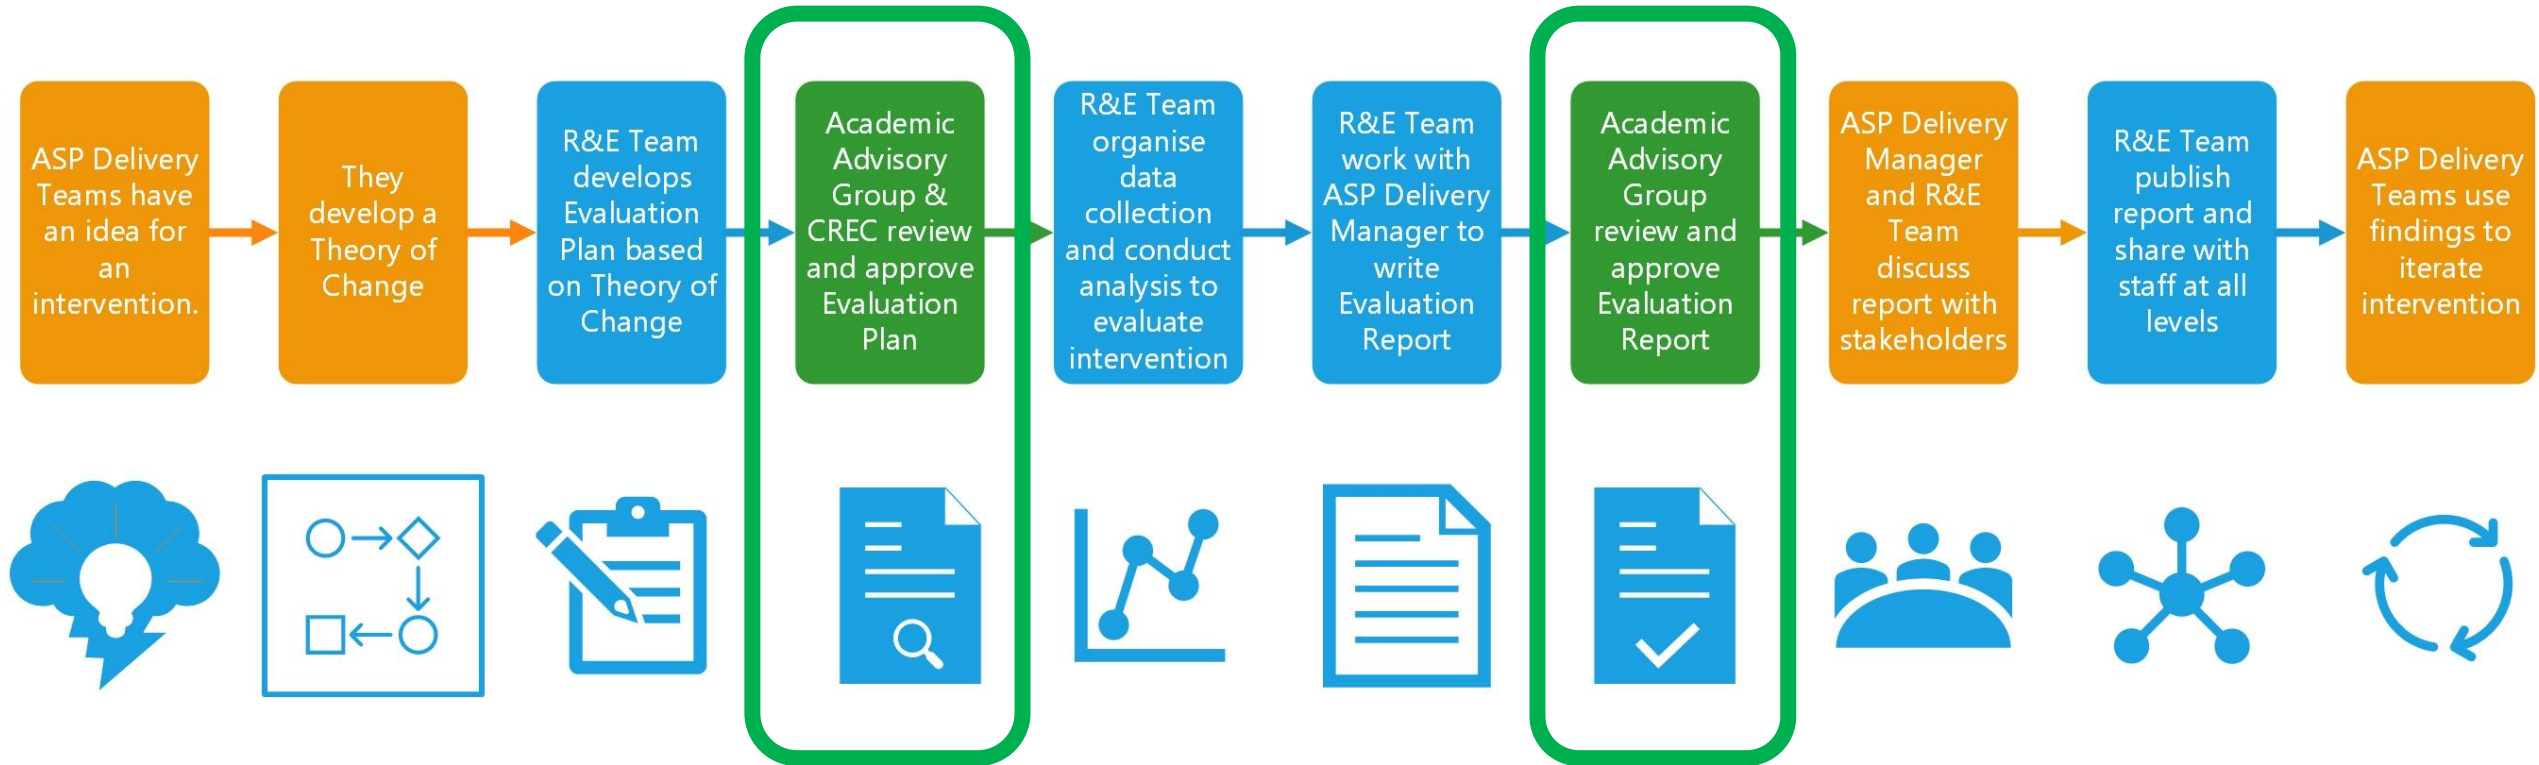 ASP Delivery
Teams have
an idea for
an
intervention.
They
develop a
Theory of
Change
R&E Team
develops
Evaluation
Plan based
on Theory of
Change
Academic
Advisory
Group &
CREC review
and approve
Evaluation
Plan
R&E Team
organise
data
collection
and conduct
analysis to
evaluate
intervention
R&E Team
work with
ASP Delivery
Manager to
write
Evaluation
Report
Academic
Advisory
Group
review and
approve
Evaluation
Report
ASP Delivery
Manager
and R&E
Team
discuss
report with
stakeholders
R&E Team
publish
report and
share with
staff at all
levels
ASP Delivery
Teams use
findings to
iterate
intervention